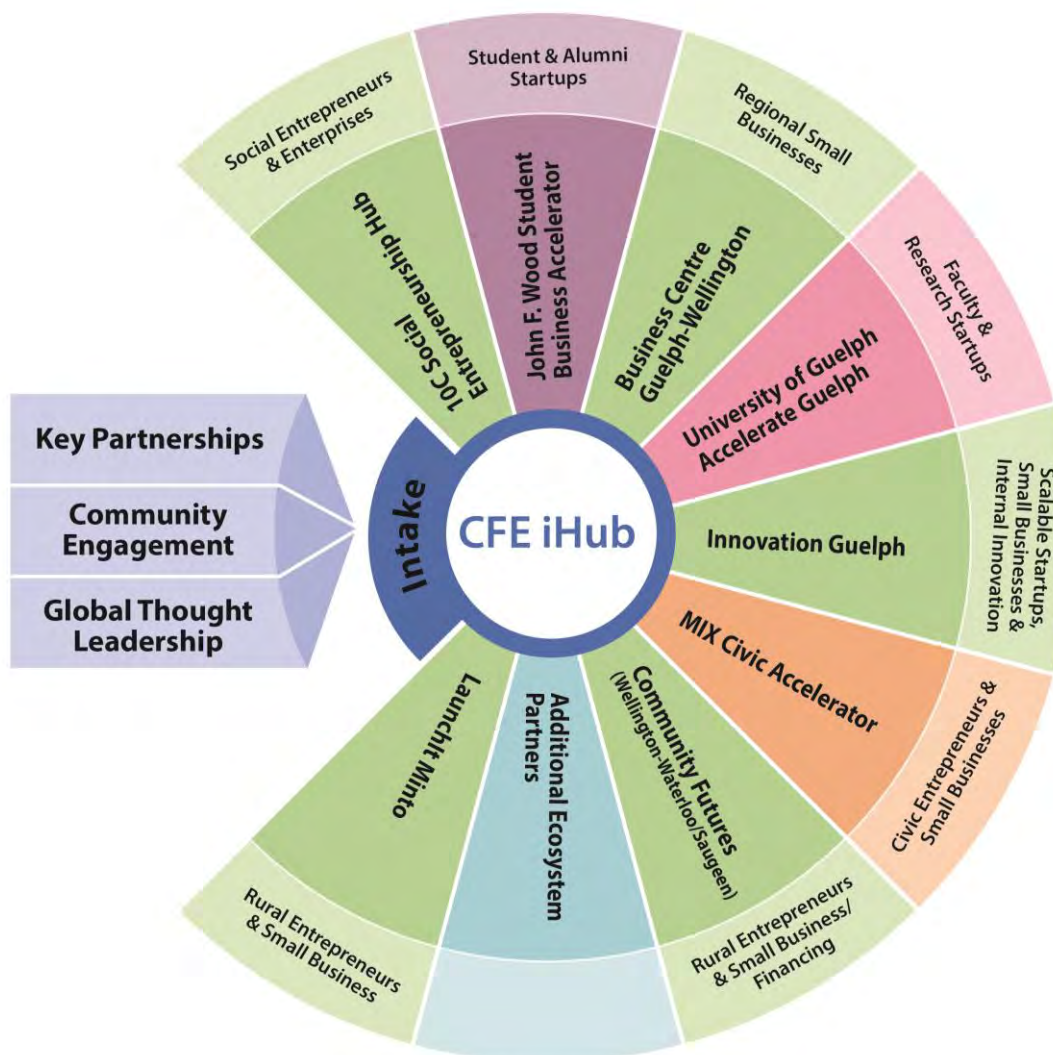 Social Entrepreneurs
& Enterprises
Student & Alumni
Startups
Regional Small
Businesses
Faculty &
Research Startups
Scalable Startups,
Small Businesses &
Internal Innovation
Civic Entrepreneurs &
Small Businesses
Rural Entrepreneurs
& Small Business/
Financing
Rural Entrepreneurs
& Small Business
10C Social
Entrepreneurship Hub
John F. Wood Student
Business Accelerator
Business Centre
Guelph-Wellington
University of Guelph
Accelerate Guelph
Innovation Guelph
MIX Civic Accelerator
Community Futures
(Wellington-Waterloo/Saugeen)
Additional Ecosystem
Partners
LaunchIt Minto
Key Partnerships
Community
Engagement
Global Thought
Leadership
Intake
CFE iHub